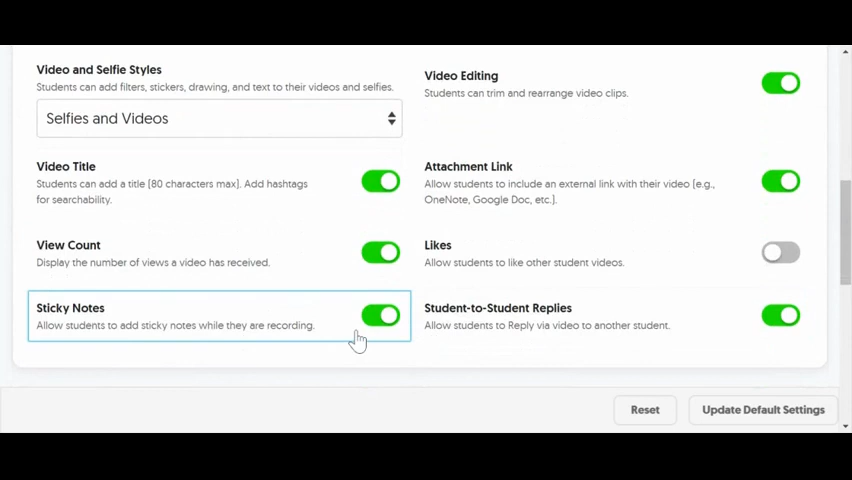 Video and Selfie Styles
Students can add filters, stickers, drawing, and text to their videos and selfies.
Selfies and Videos
Video Editing
Students can trim and rearrange video clips.
Video Title
Students can add a title (80 characters max). Add hashtags
for searchability.
Attachment Link
Allow students to include an external link with their video (e.g.,
OneNote, Google Doc, etc.).
View Count
Display the number of views a video has received.
Likes
Allow students to like other student videos.
Sticky Notes
Allow students to add sticky notes while they are recording.
Student-to-Student Replies
Allow students to Reply via video to another student.
Reset
Update Default Settings